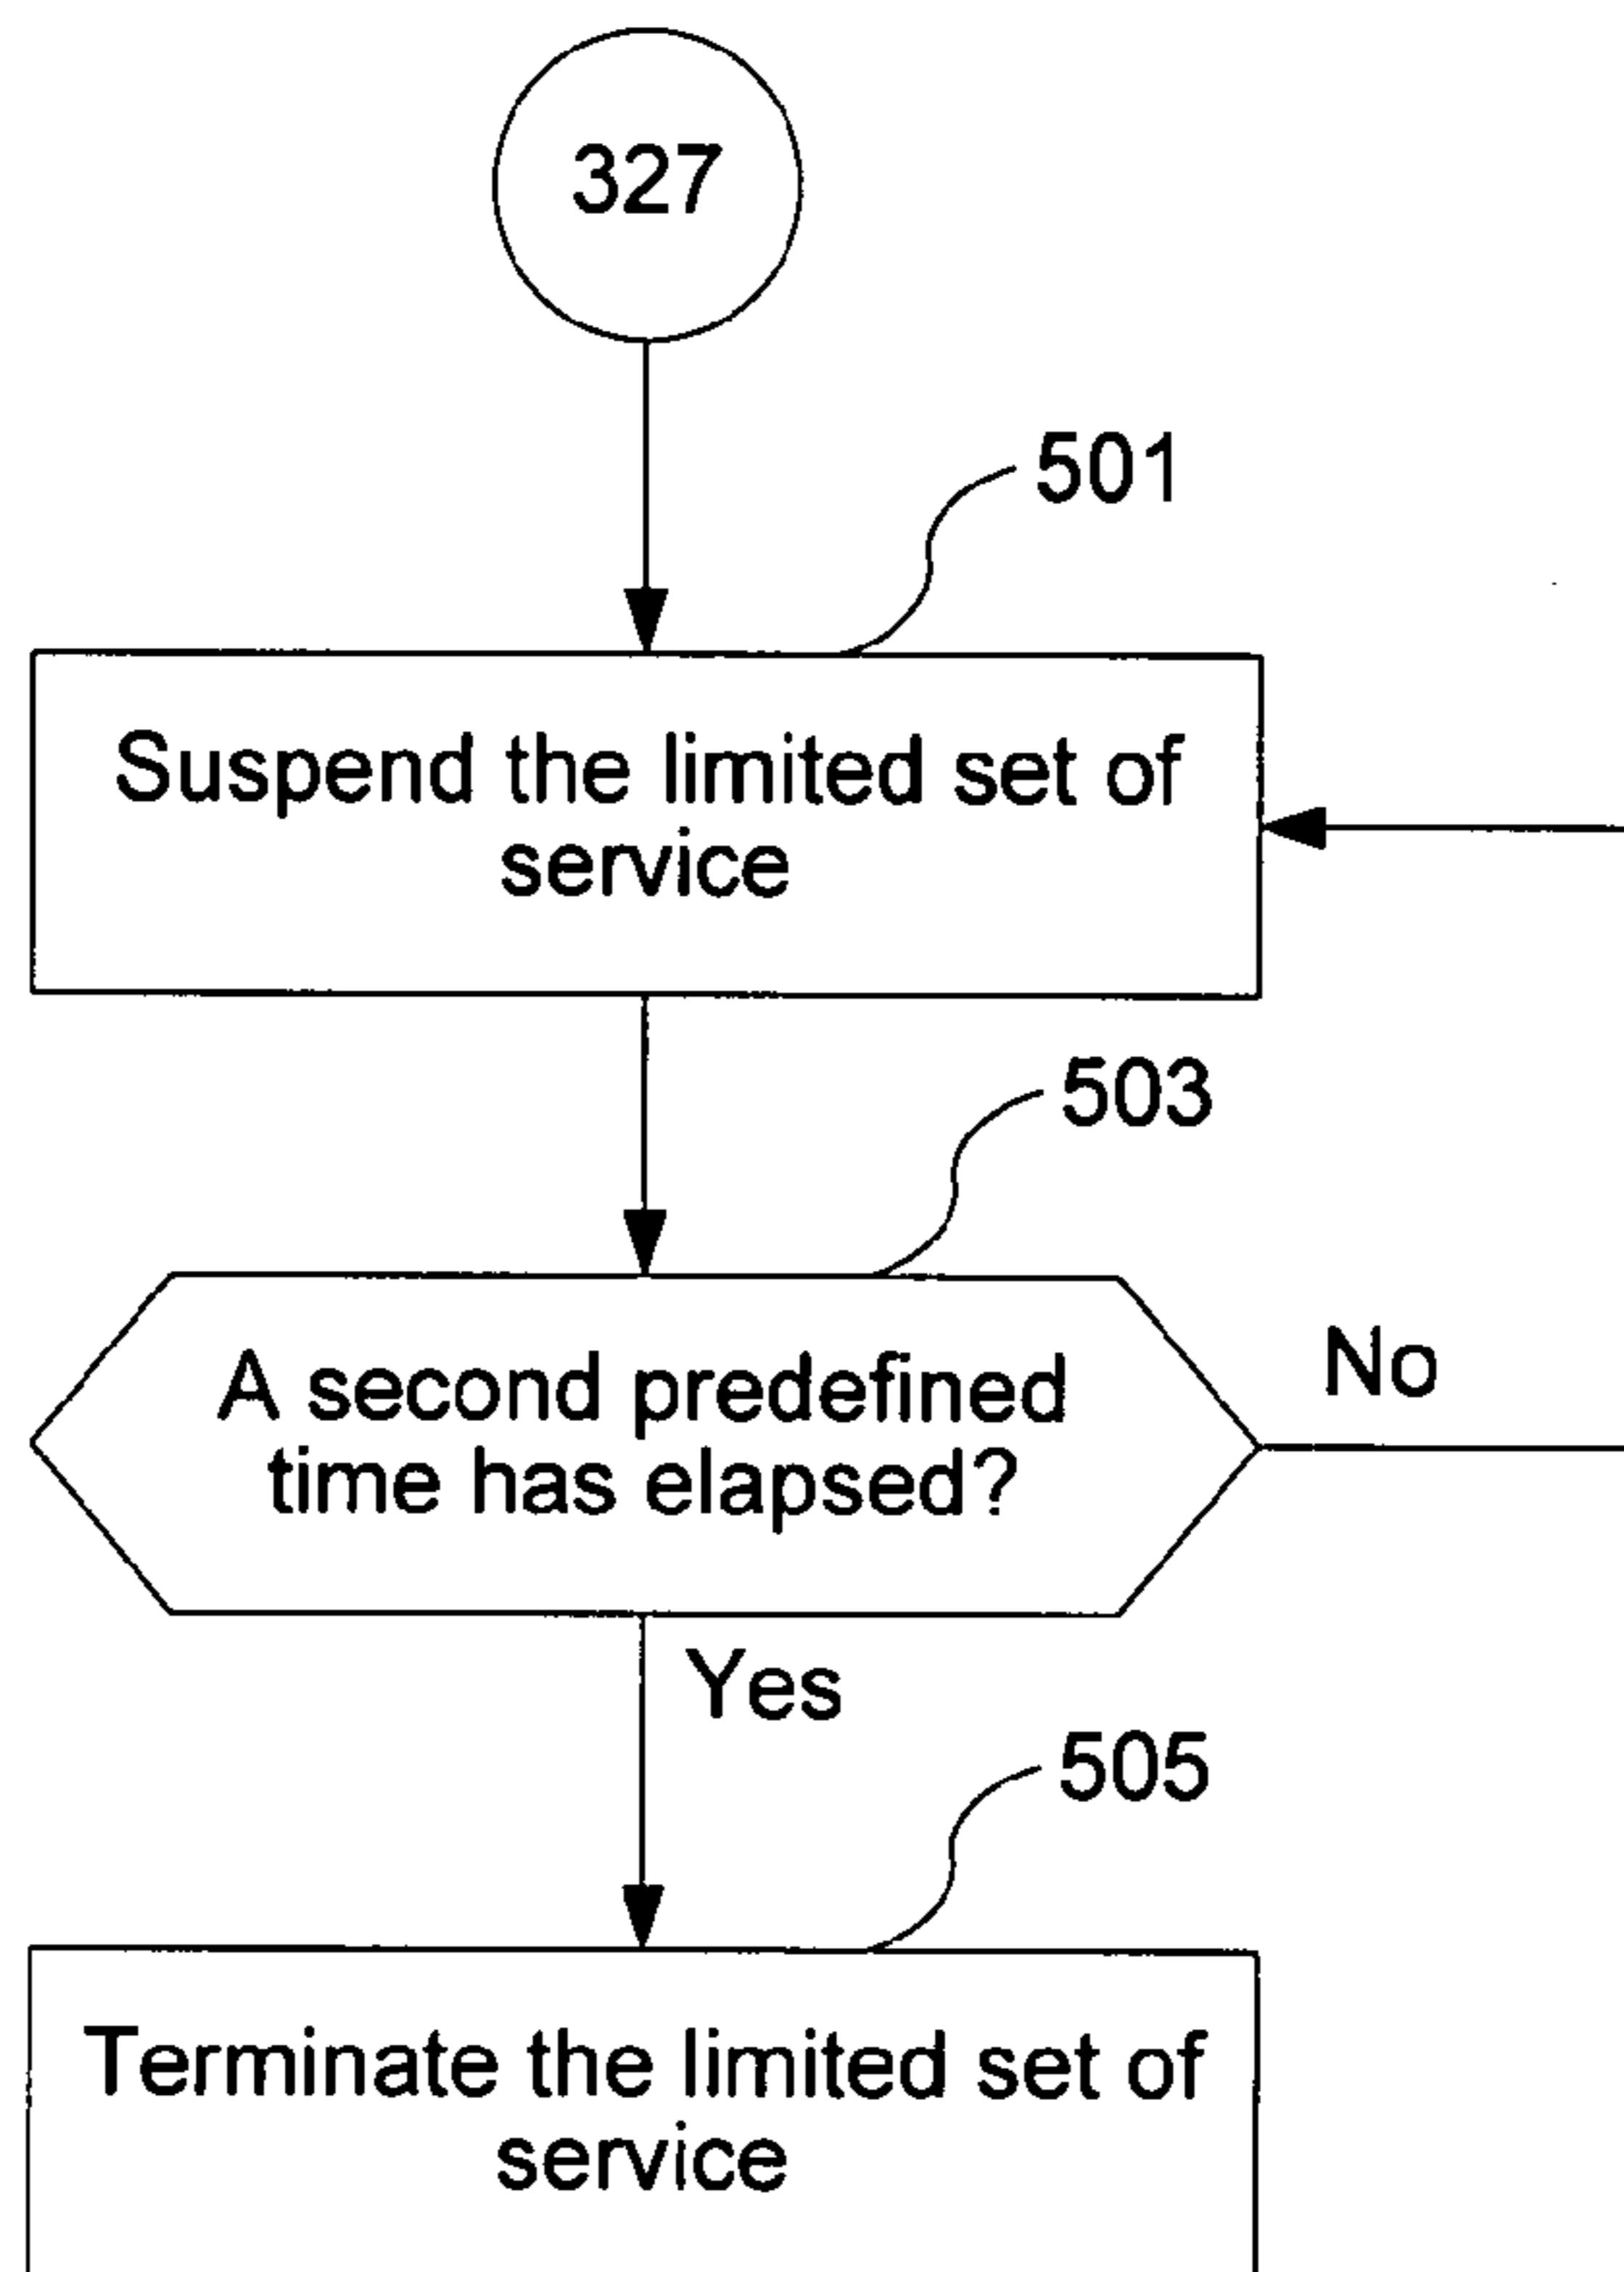 327
501
Suspend the limited set of
service
503
A second predefined
time has elapsed?
No
Yes
505
Terminate the limited set of
service